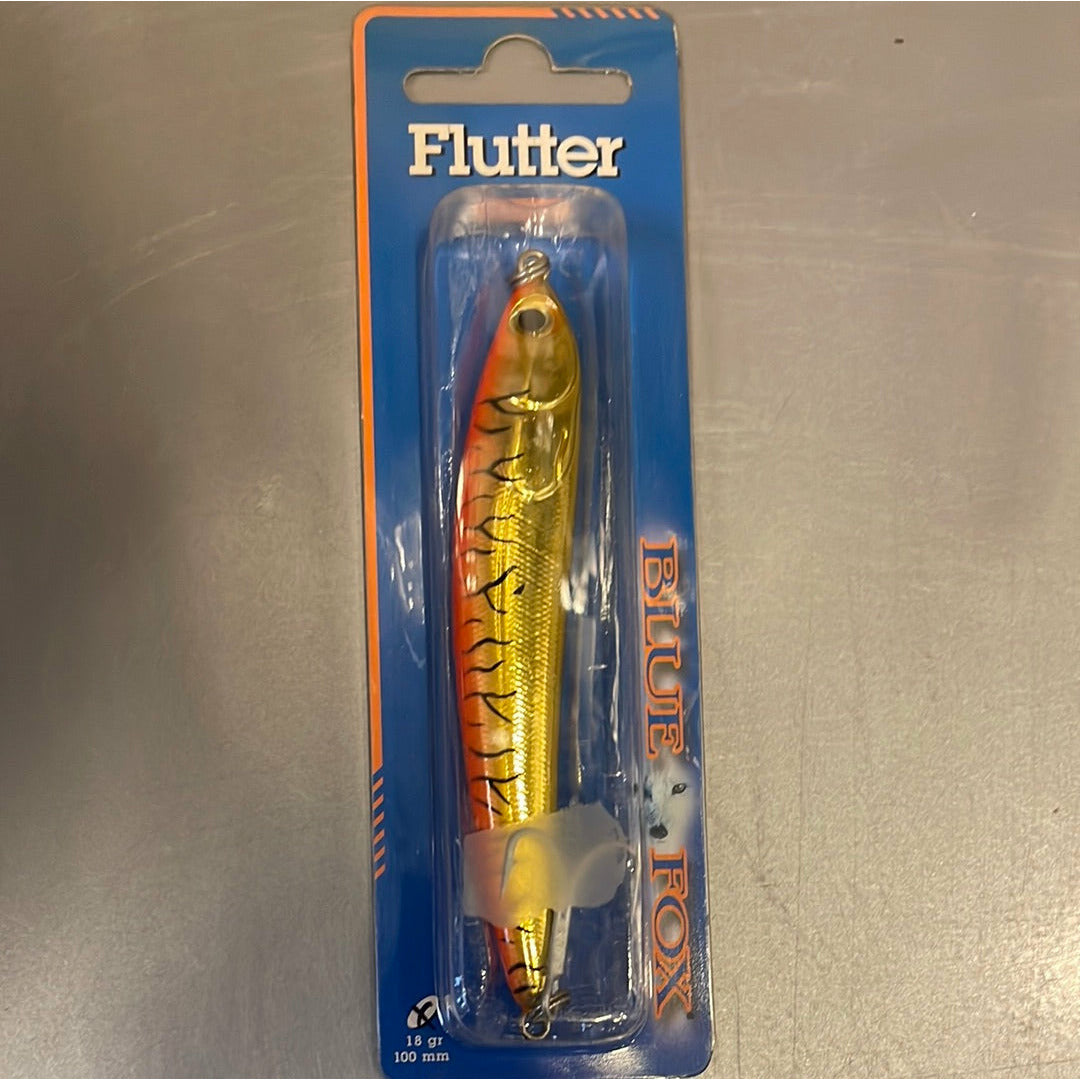 Flutter
BLUE FOX
18 gr
100 mm